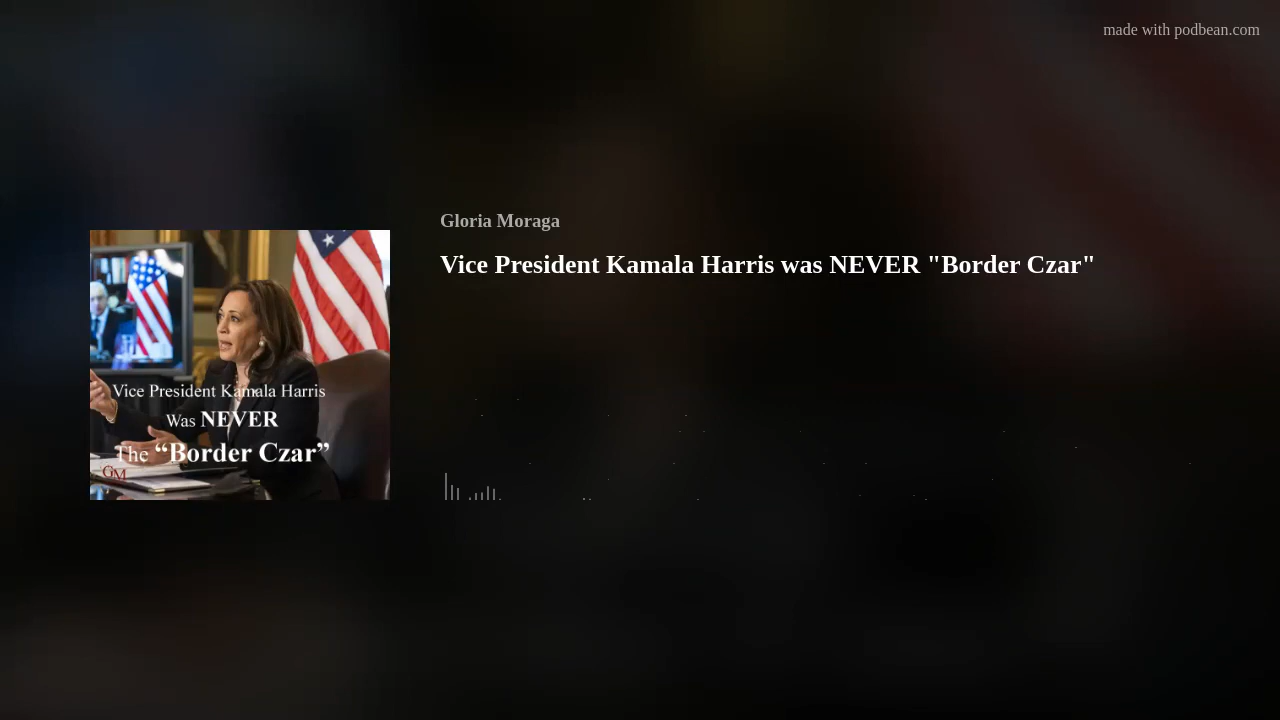 made with podbean.com
Gloria Moraga
Vice President Kamala Harris was NEVER "Border Czar"
Vice President Kamala Harris
Was NEVER
The “Border Czar”
GM